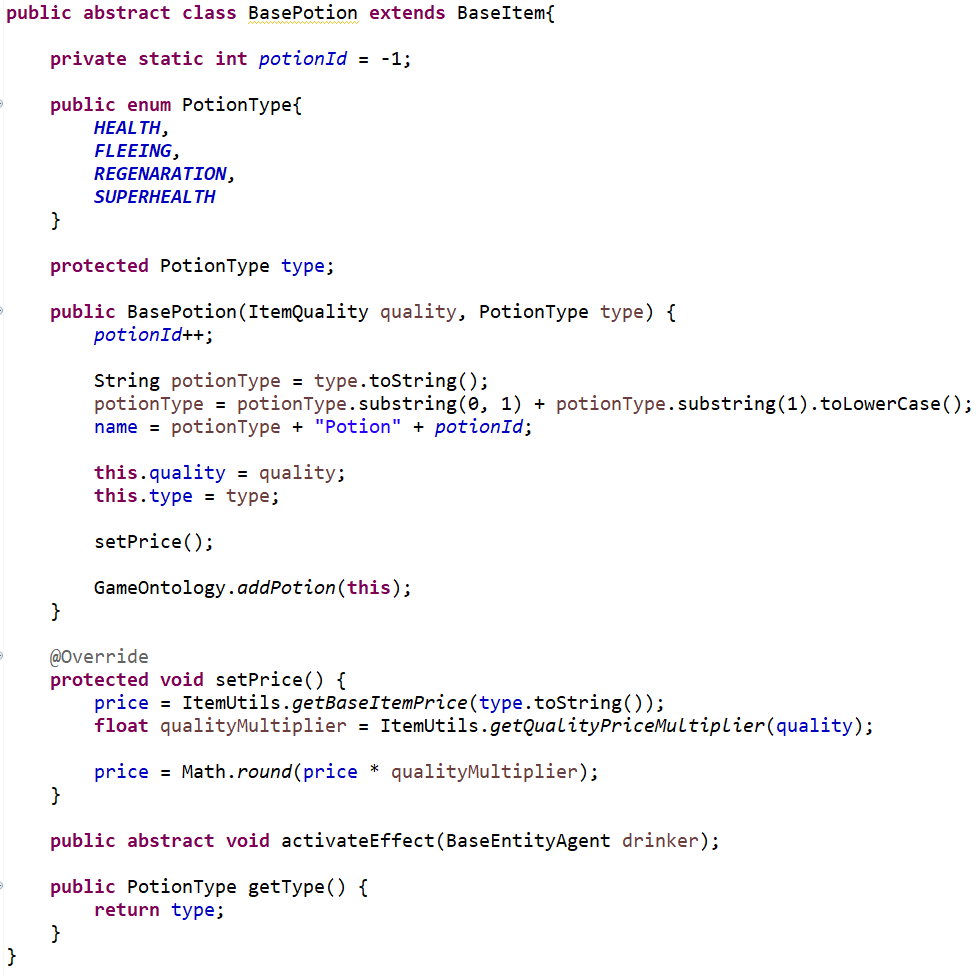 public abstract class BasePotion extends BaseItem{
private static int potionId = -1;
public enum PotionType{
HEALTH,
FLEEING,
REGENARATION,
SUPERHEALTH
}
protected PotionType type;
public BasePotion(ItemQuality quality, PotionType type) {
potionId++;
String potionType = type.toString();
potionType = potionType.substring(0, 1) + potionType.substring(1).toLowerCase();
name = potionType + "Potion" + potionId;
this.quality = quality;
this.type = type;
setPrice();
GameOntology.addPotion(this);
}
@Override
protected void setPrice() {
price = ItemUtils.getBaseItemPrice(type.toString());
float qualityMultiplier = ItemUtils.getQualityPriceMultiplier(quality);
price = Math.round(price * qualityMultiplier);
}
public abstract void activateEffect(BaseEntityAgent drinker);
public PotionType getType() {
return type;
}
}